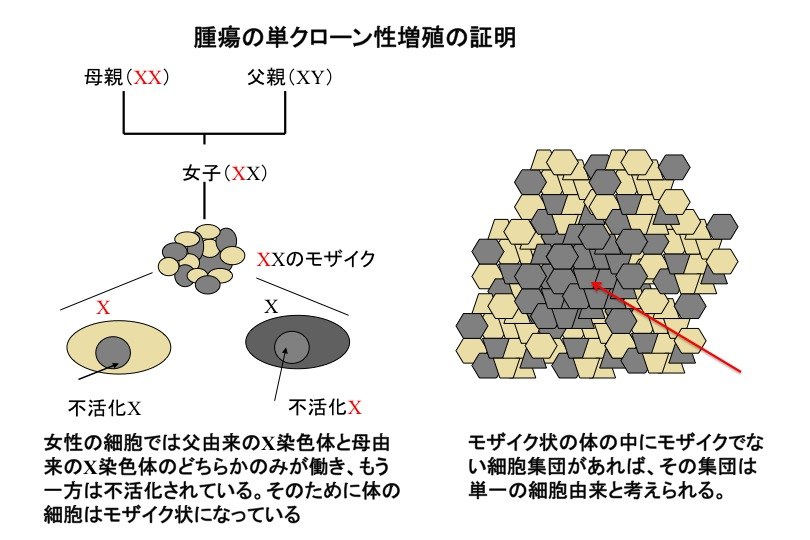 腫瘍の単クローン性増殖の証明
母親（XX）
父親（XY）
女子（XX）
XXのモザイク
X
X
不活化X
不活化X
女性の細胞では父由来のX染色体と母由
来のX染色体のどちらかのみが働き、もう
一方は不活化されている。そのために体の
細胞はモザイク状になっている
モザイク状の体の中にモザイクでな
い細胞集団があれば、その集団は
単一の細胞由来と考えられる。